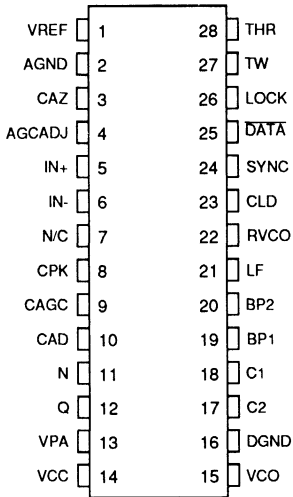 VREF 1 28 THR
AGND 2 27 TW
CAZ 3 26 LOCK
AGCADJ 4 25 DATA
IN+ 5 24 SYNC
IN- 6 23 CLD
N/C 7 22 RVCO
CPK 8 21 LF
CAGC 9 20 BP2
CAD 10 19 BP1
N 11 18 C1
Q 12 17 C2
VPA 13 16 DGND
VCC 14 15 VCO